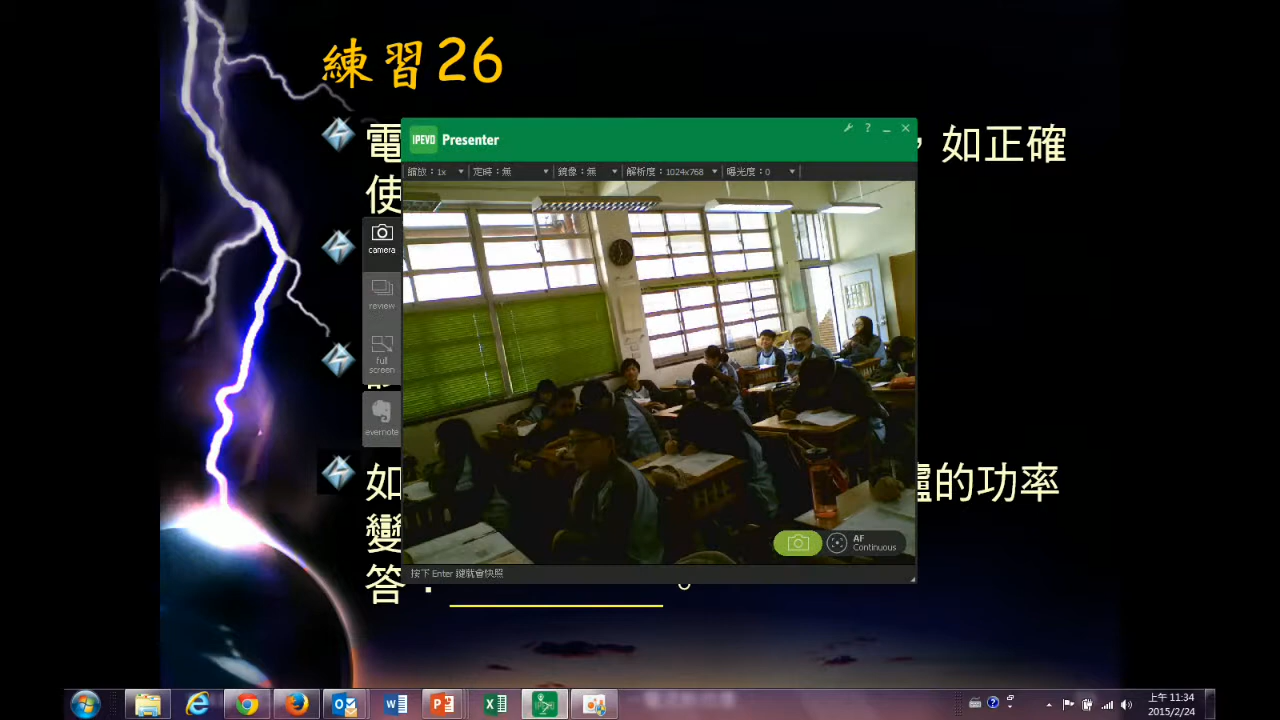 練習26
電
，如正確
使
IPEVO Presenter
?
縮放：1x 定時：無 鏡像：無 解析度：1024x768 曝光度：0
camera
review
full
screen
evernote
AF
Continuous
按下 Enter 鍵就會快照
如
爐的功率
變
答： 。
上午 11:34
2015/2/24